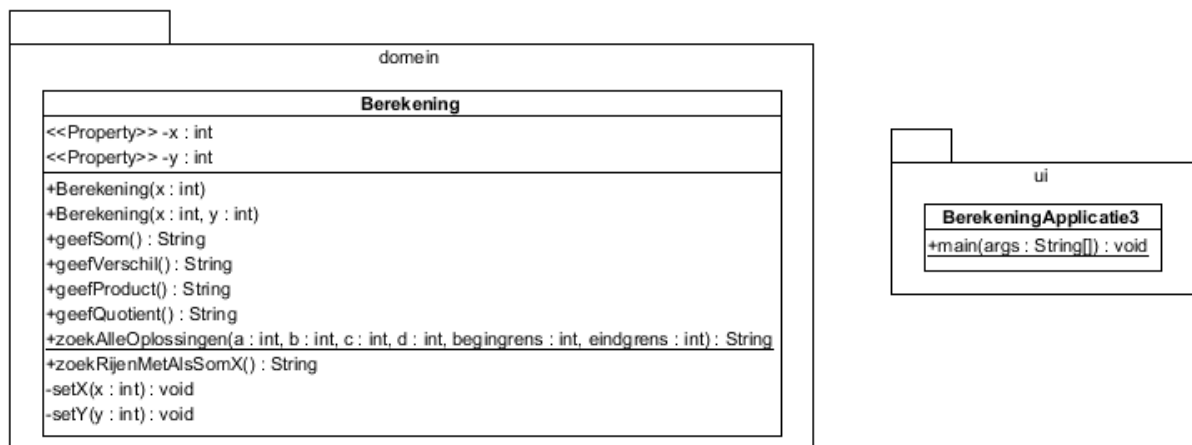 domein
Berekening
<<Property>> -x : int
<<Property>> -y : int
+Berekening(x : int)
+Berekening(x : int, y : int)
+geefSom() : String
+geefVerschil() : String
+geefProduct() : String
+geefQuotient() : String
+zoekAlleOplossingen(a : int, b : int, c : int, d : int, begingrens : int, eindgrens : int) : String
+zoekRijenMetAlsSomX() : String
-setX(x : int) : void
-setY(y : int) : void
ui
BerekeningApplicatie3
+main(args : String[]) : void